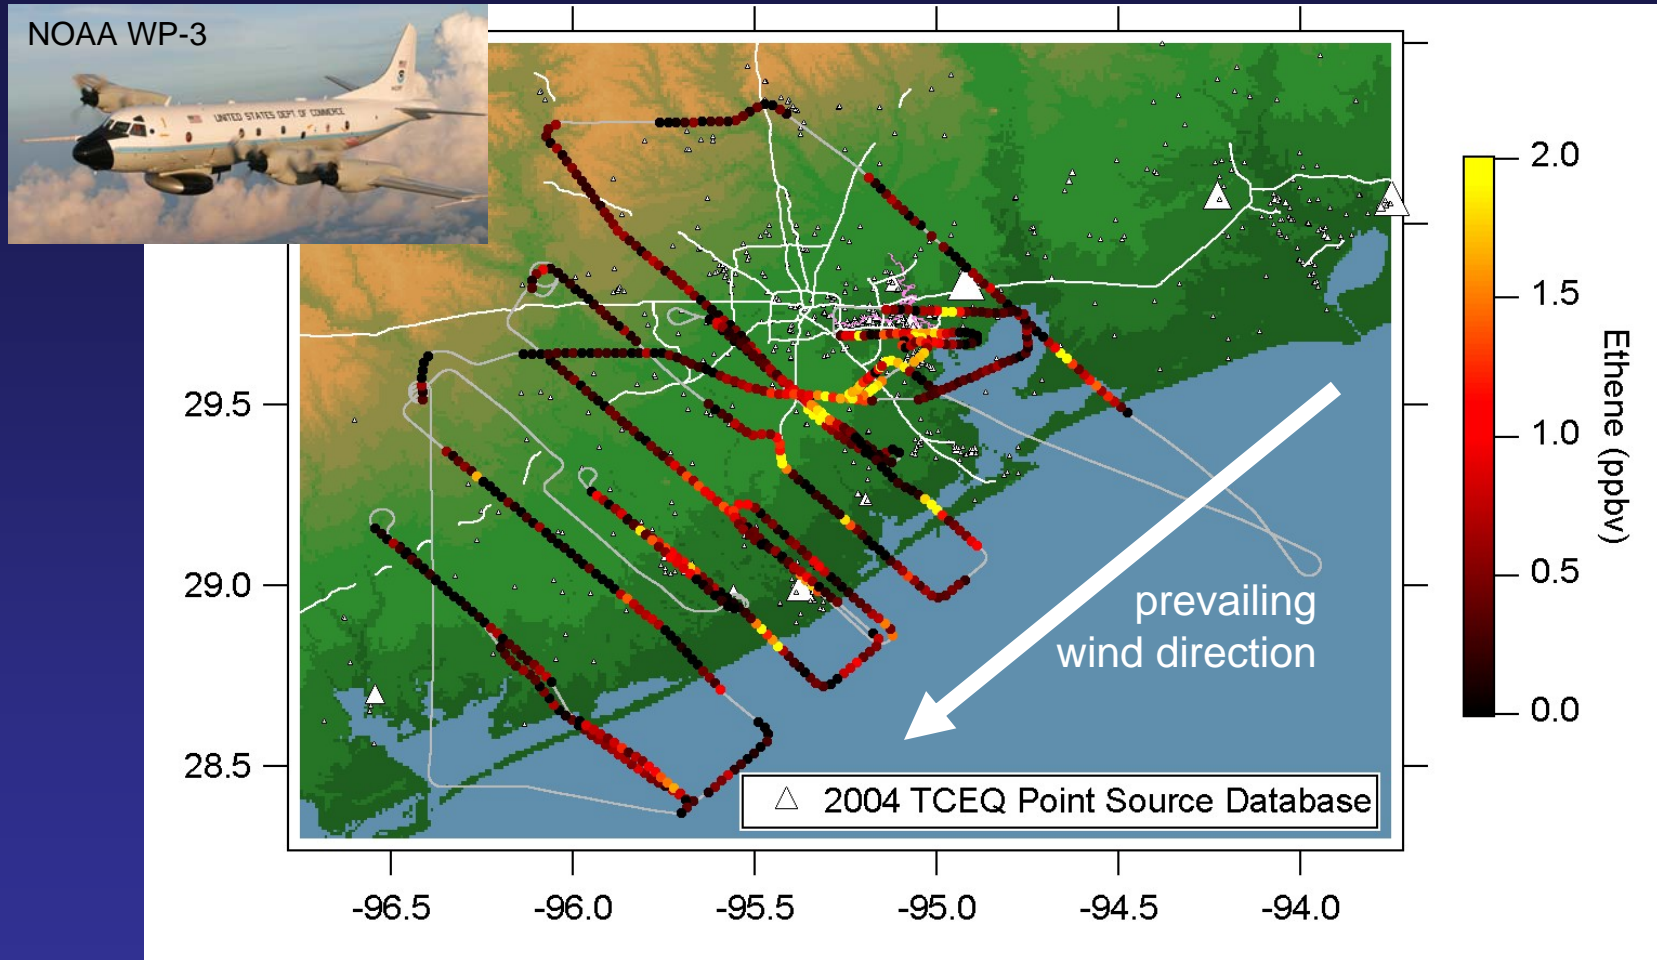 NOAA WP-3
UNITED STATES DEPT OF COMMERCE
29.5
29.0
28.5
-96.5
-96.0
-95.5
-95.0
-94.5
-94.0
prevailing
wind direction
2004 TCEQ Point Source Database
2.0
1.5
1.0
0.5
0.0
Ethene (ppbv)